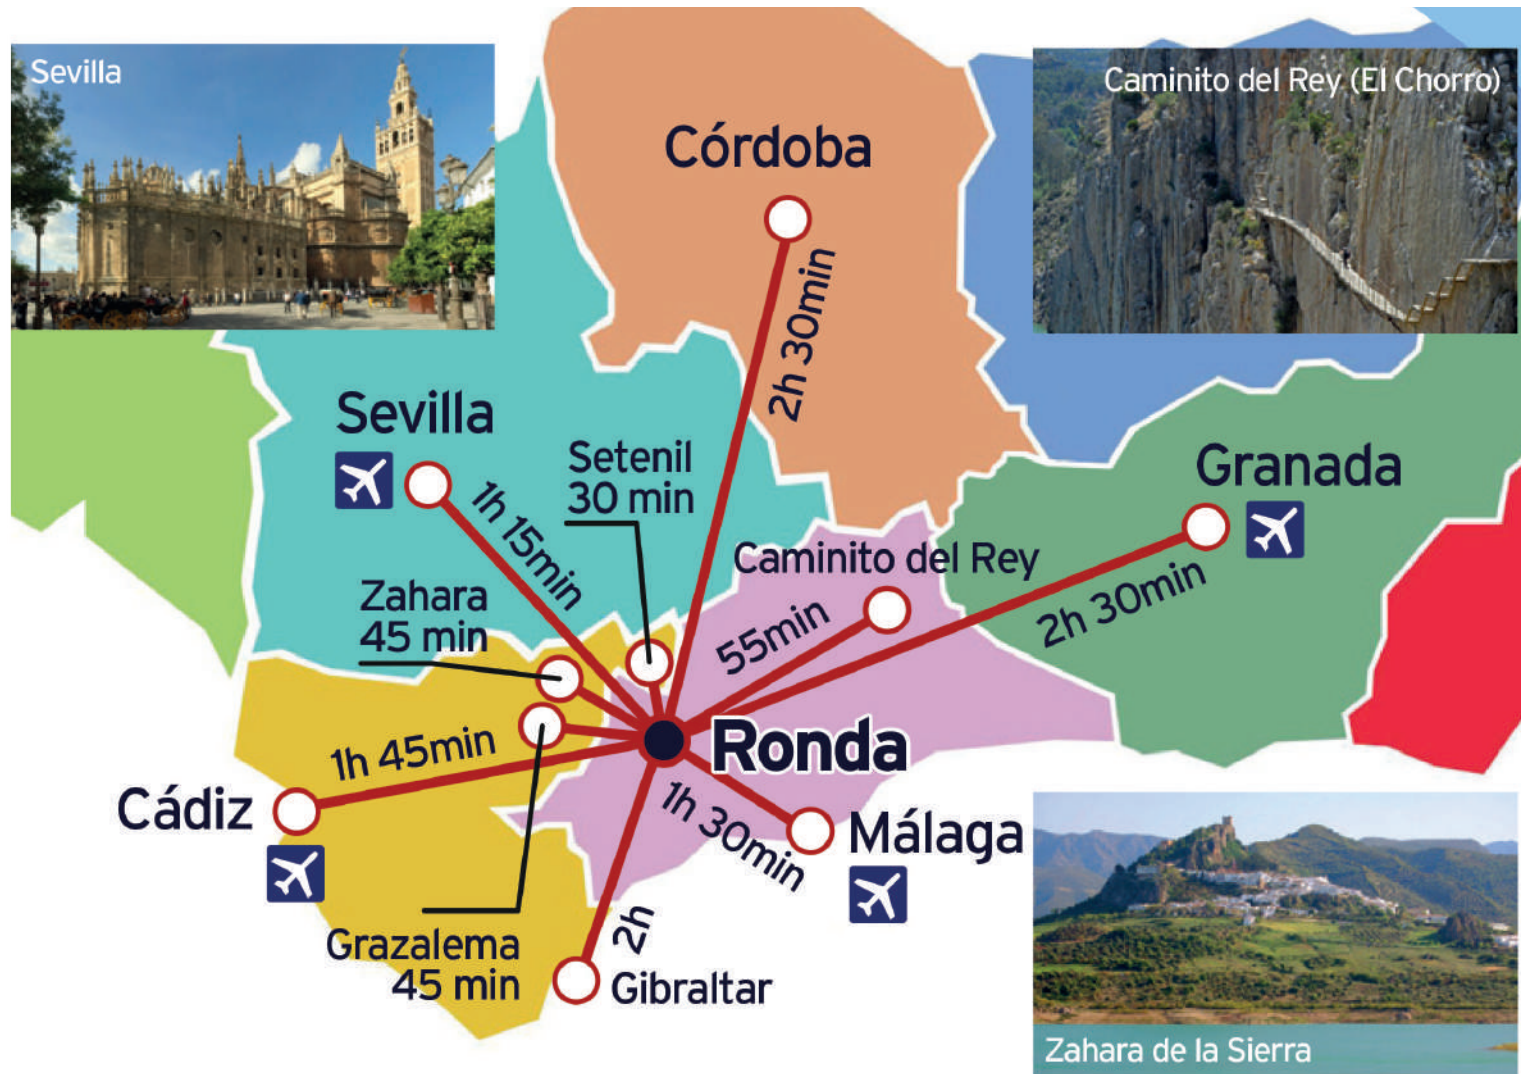 Sevilla
Caminito del Rey (El Chorro)
Córdoba
2h 30min
Sevilla
1h 15min
Setenil
30 min
Granada
2h 30min
Caminito del Rey
55min
Zahara
45 min
Ronda
1h 45min
Cádiz
1h 30min
Málaga
Grazalema
45 min
2h
Gibraltar
Zahara de la Sierra